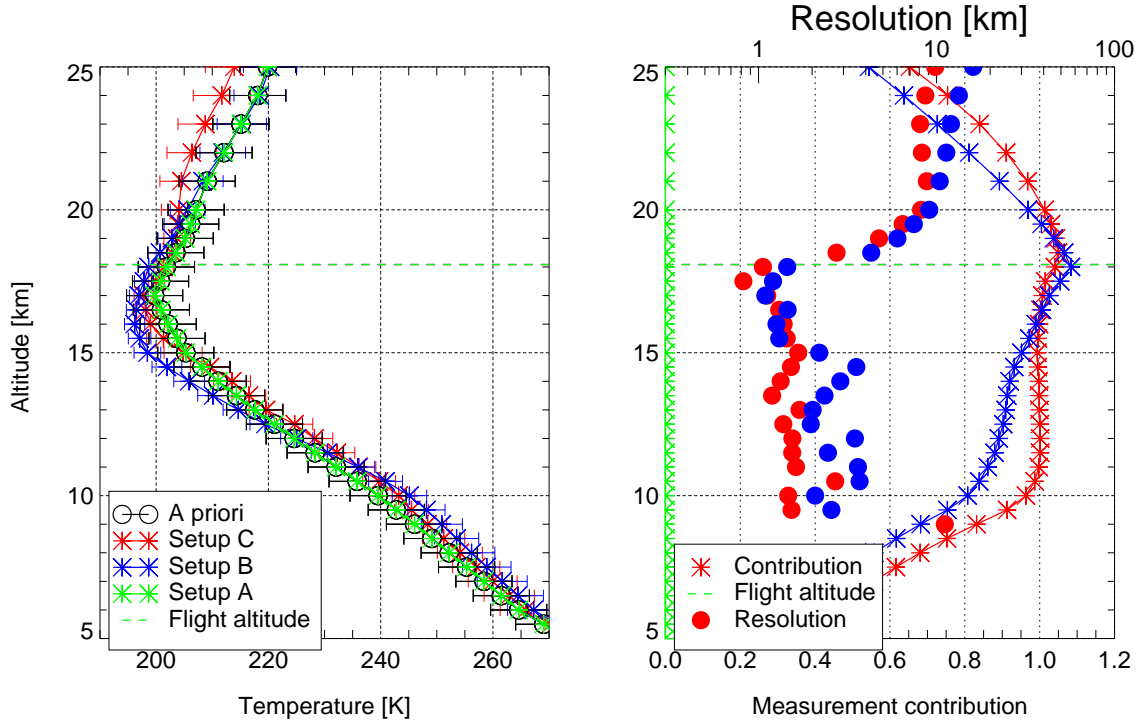 Resolution [km]
1 10 100
25
20
15
10
5
Altitude [km]
A priori
Setup C
Setup B
Setup A
Flight altitude
200 220 240 260
Temperature [K]
25
20
15
10
5
Contribution
Flight altitude
Resolution
0.0 0.2 0.4 0.6 0.8 1.0 1.2
Measurement contribution